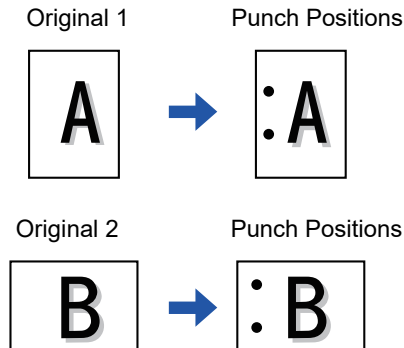 Original 1 Punch Positions
A A
Original 2 Punch Positions
B B